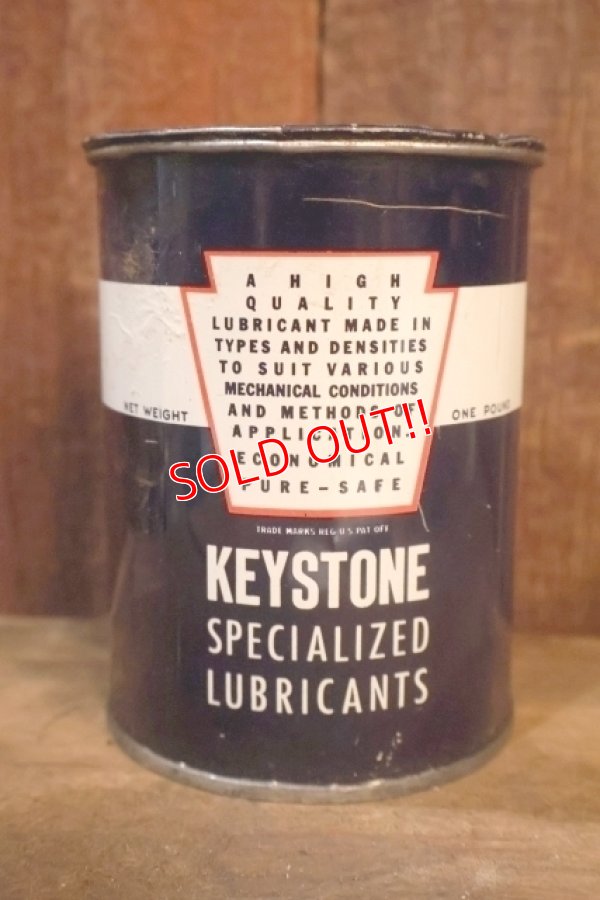 A HIGH
QUALITY
LUBRICANT MADE IN
TYPES AND DENSITIES
TO SUIT VARIOUS
MECHANICAL CONDITIONS
AND METHODS OF
APPLICATION.
ECONOMICAL
PURE-SAFE
NET WEIGHT
ONE POUND
SOLD OUT!!
TRADE MARKS REG U S PAT OFF
KEYSTONE
SPECIALIZED
LUBRICANTS